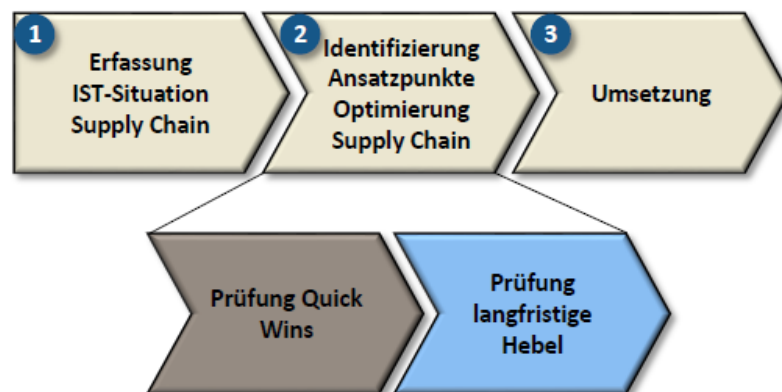 1
Erfassung
IST-Situation
Supply Chain
2
Identifizierung
Ansatzpunkte
Optimierung
Supply Chain
3
Umsetzung
Prüfung Quick
Wins
Prüfung
langfristige
Hebel